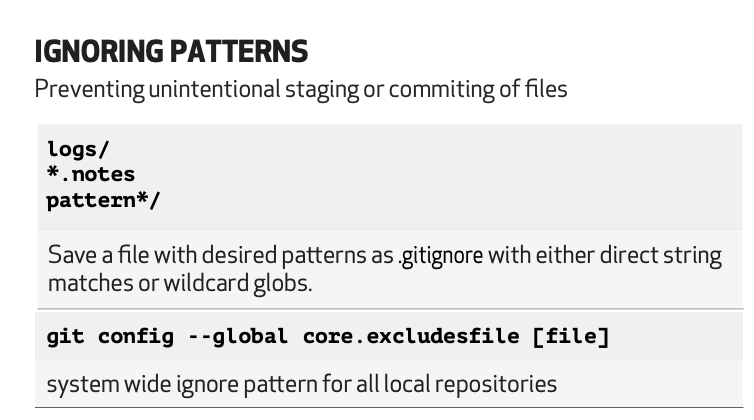 IGNORING PATTERNS
Preventing unintentional staging or commiting of files
logs/
*.notes
pattern*/
Save a file with desired patterns as .gitignore with either direct string
matches or wildcard globs.
git config --global core.excludesfile [file]
system wide ignore pattern for all local repositories